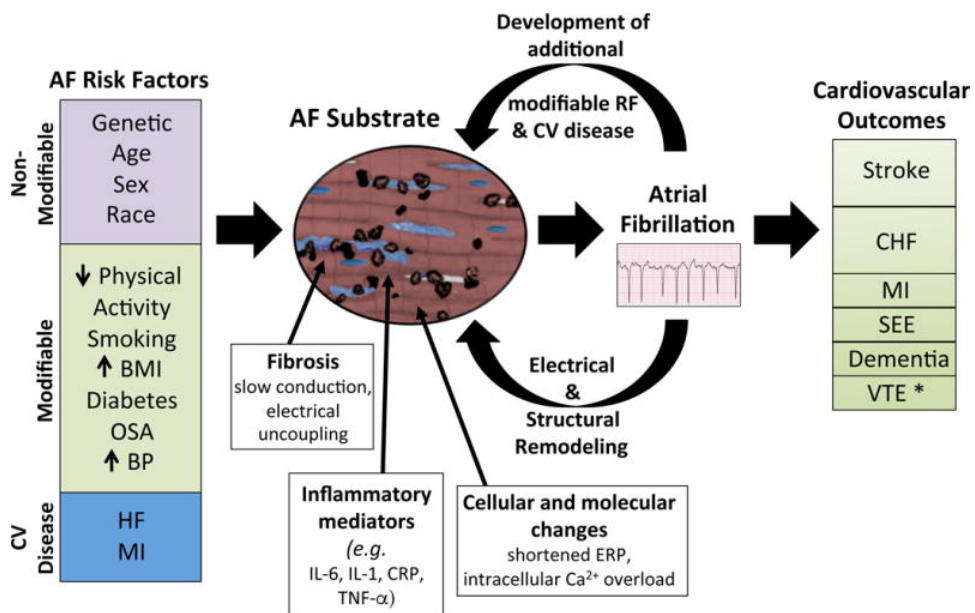 AF Risk Factors
Non-
Modifiable
Genetic
Age
Sex
Race
Modifiable
↓ Physical
Activity
Smoking
↑ BMI
Diabetes
OSA
↑ BP
CV
Disease
HF
MI
AF Substrate
Fibrosis
slow conduction,
electrical
uncoupling
Inflammatory
mediators
(e.g.
IL-6, IL-1, CRP,
TNF-α)
Cellular and molecular
changes
shortened ERP,
intracellular Ca²⁺ overload
Development of
additional
modifiable RF
& CV disease
Atrial
Fibrillation
Electrical
&
Structural
Remodeling
Cardiovascular
Outcomes
Stroke
CHF
MI
SEE
Dementia
VTE *